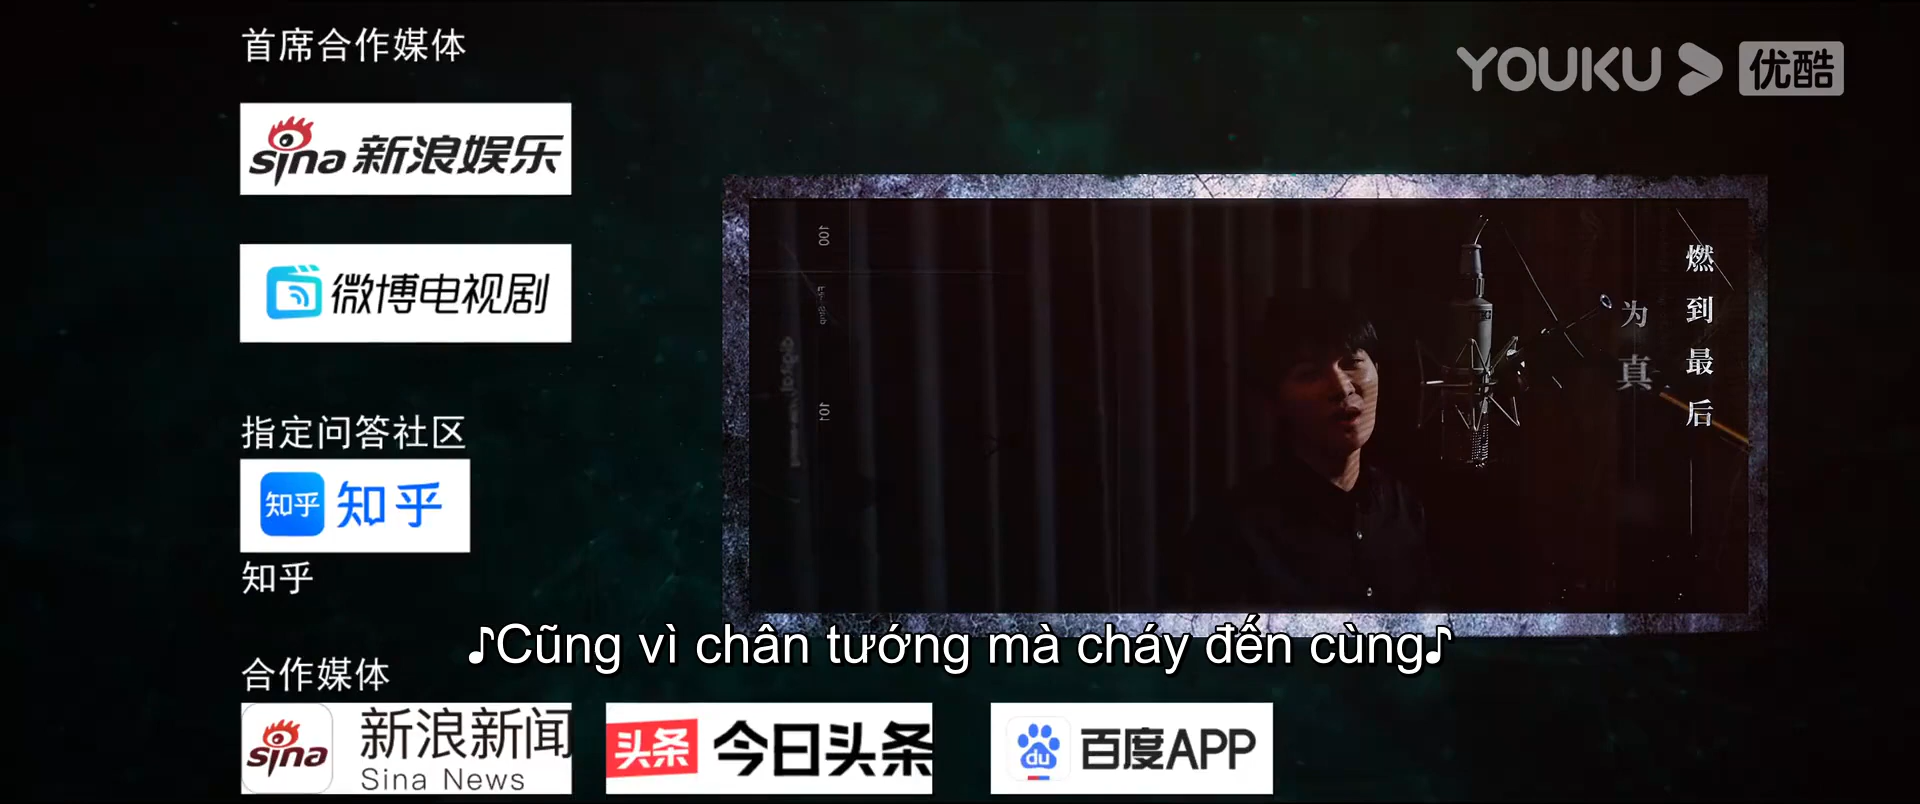 首席合作媒体
YOUKU 优酷
sina 新浪娱乐
微博电视剧
燃到最后
为真
100
101
指定问答社区
知乎 知乎
知乎
♪Cũng vì chân tướng mà cháy đến cùng♪
合作媒体
sina 新浪新闻
Sina News
头条 今日头条
du 百度APP